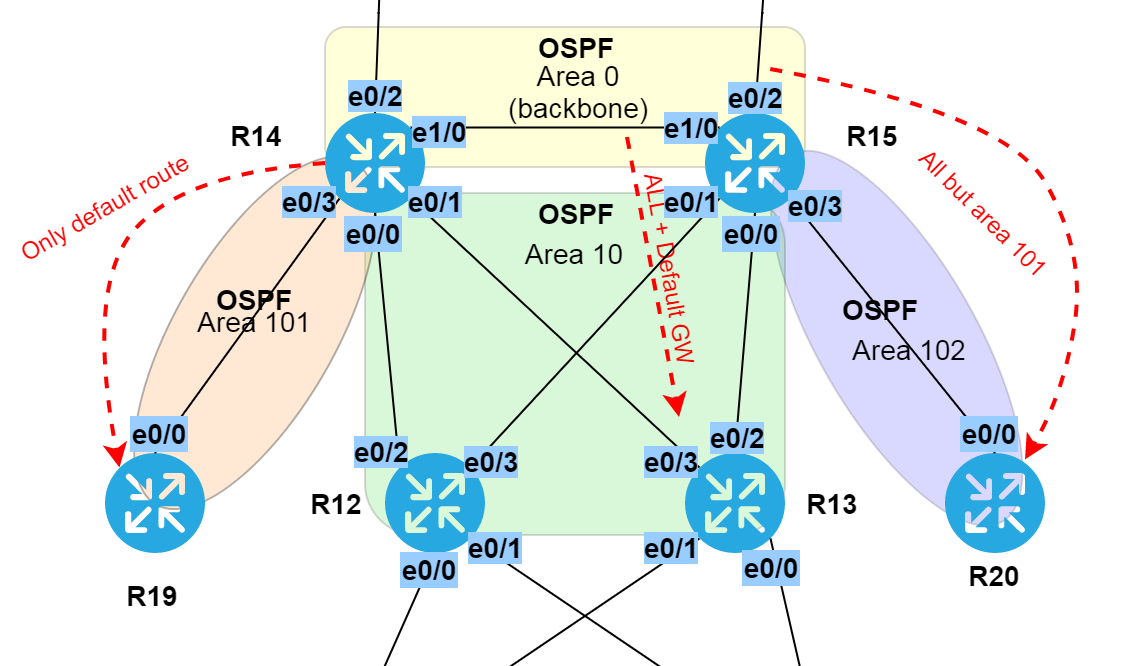 OSPF
Area 0
(backbone)
e0/2
e0/2
R14
e1/0
e1/0
R15
Only default route
All but area 101
e0/3
e0/1
ALL + Default GW
e0/1
e0/3
OSPF
e0/0
e0/0
Area 10
OSPF
Area 101
OSPF
Area 102
e0/0
e0/2
e0/3
e0/3
e0/2
e0/0
R12
R13
e0/1
e0/1
e0/0
e0/0
R19
R20